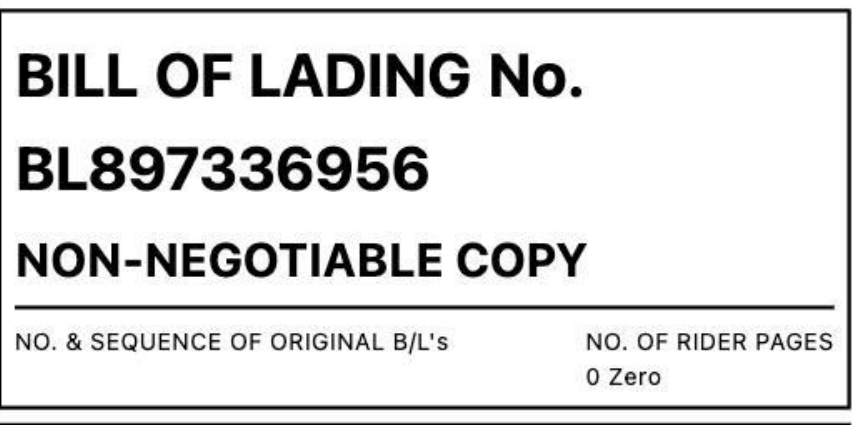 BILL OF LADING No.
BL897336956
NON-NEGOTIABLE COPY
NO. & SEQUENCE OF ORIGINAL B/L's
NO. OF RIDER PAGES
0 Zero